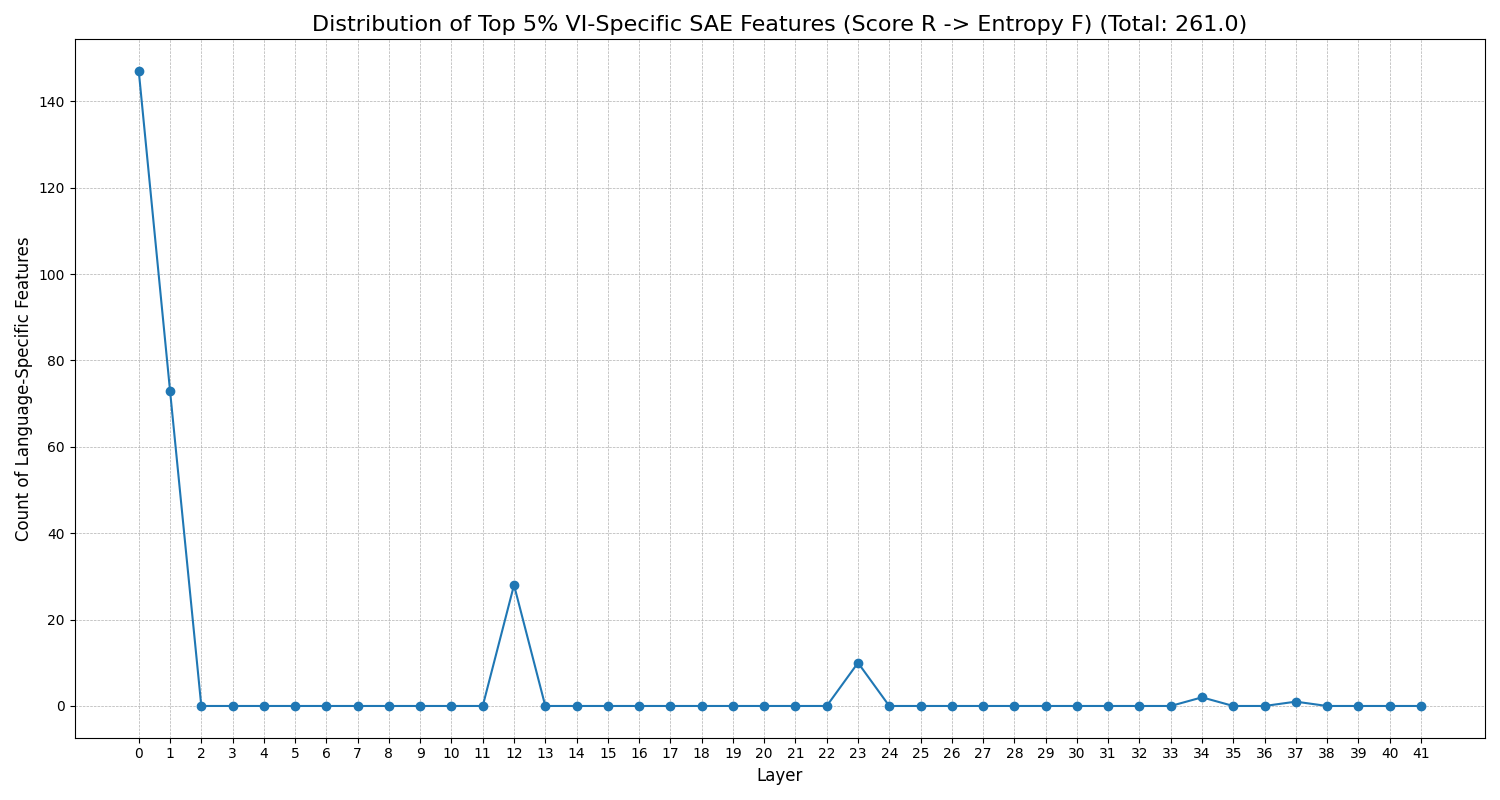 Distribution of Top 5% VI-Specific SAE Features (Score R -> Entropy F) (Total: 261.0)
Count of Language-Specific Features
140
120
100
80
60
40
20
0
0 1 2 3 4 5 6 7 8 9 10 11 12 13 14 15 16 17 18 19 20 21 22 23 24 25 26 27 28 29 30 31 32 33 34 35 36 37 38 39 40 41
Layer